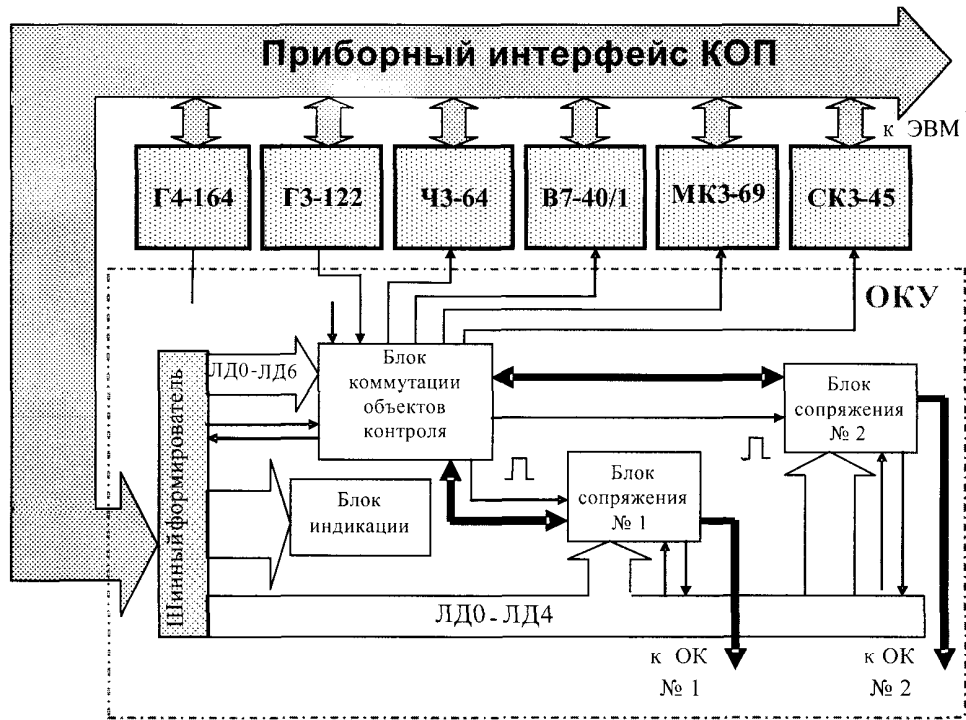 Приборный интерфейс КОП
к ЭВМ
Г4-164
Г3-122
Ч3-64
В7-40/1
МК3-69
СК3-45
ОКУ
Шинный формирователь
ЛД0-ЛД6
Блок
коммутации
объектов
контроля
Блок
сопряжения
№ 2
Блок
сопряжения
№ 1
Блок
индикации
ЛД0 - ЛД4
к ОК
№ 1
к ОК
№ 2